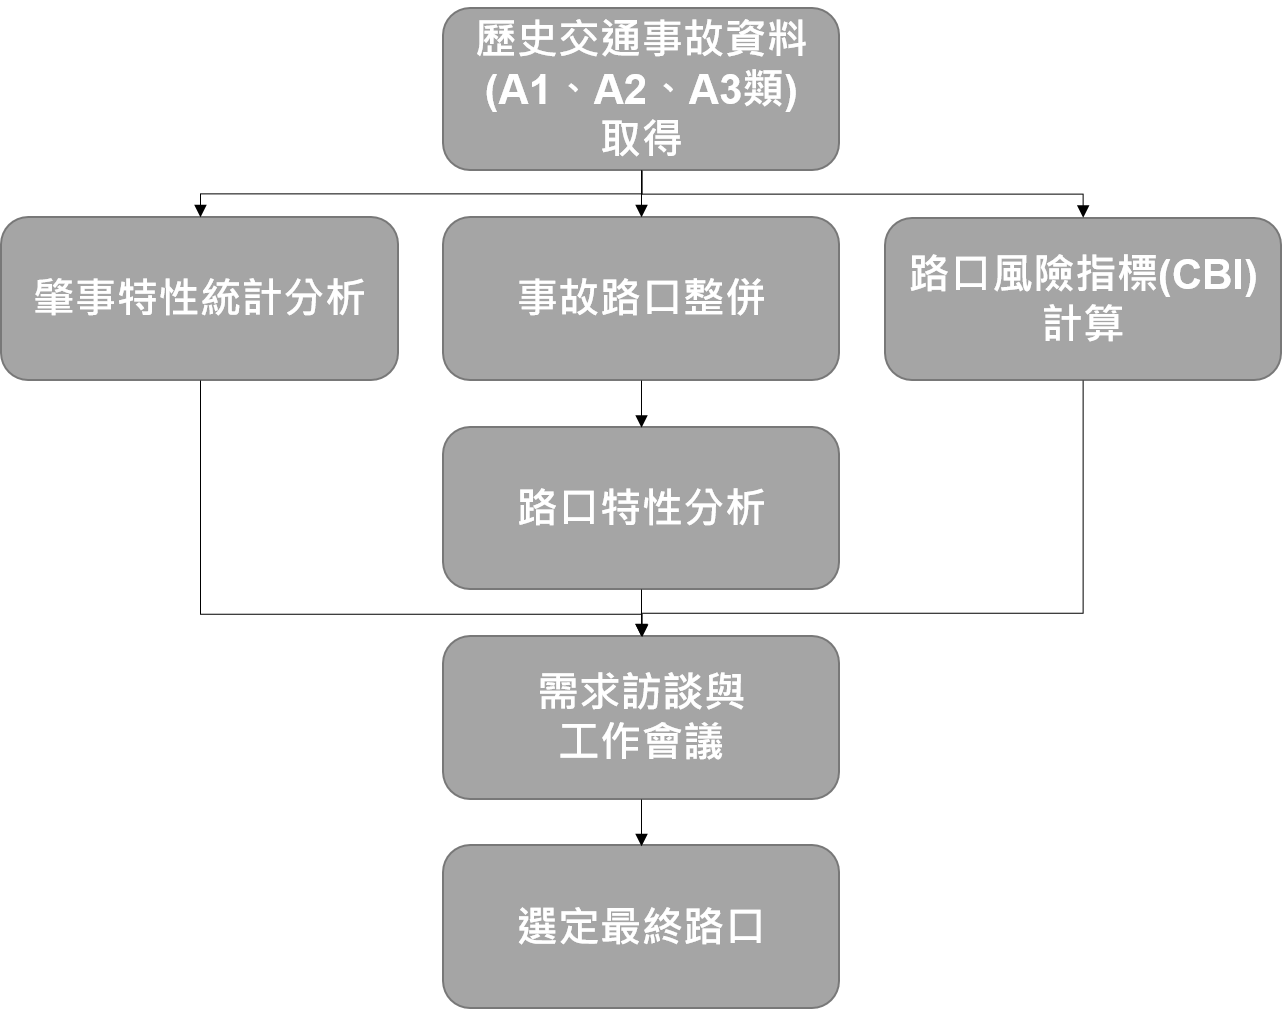 歷史交通事故資料
(A1、A2、A3類)
取得
肇事特性統計分析
事故路口整併
路口風險指標(CBI)
計算
路口特性分析
需求訪談與
工作會議
選定最終路口